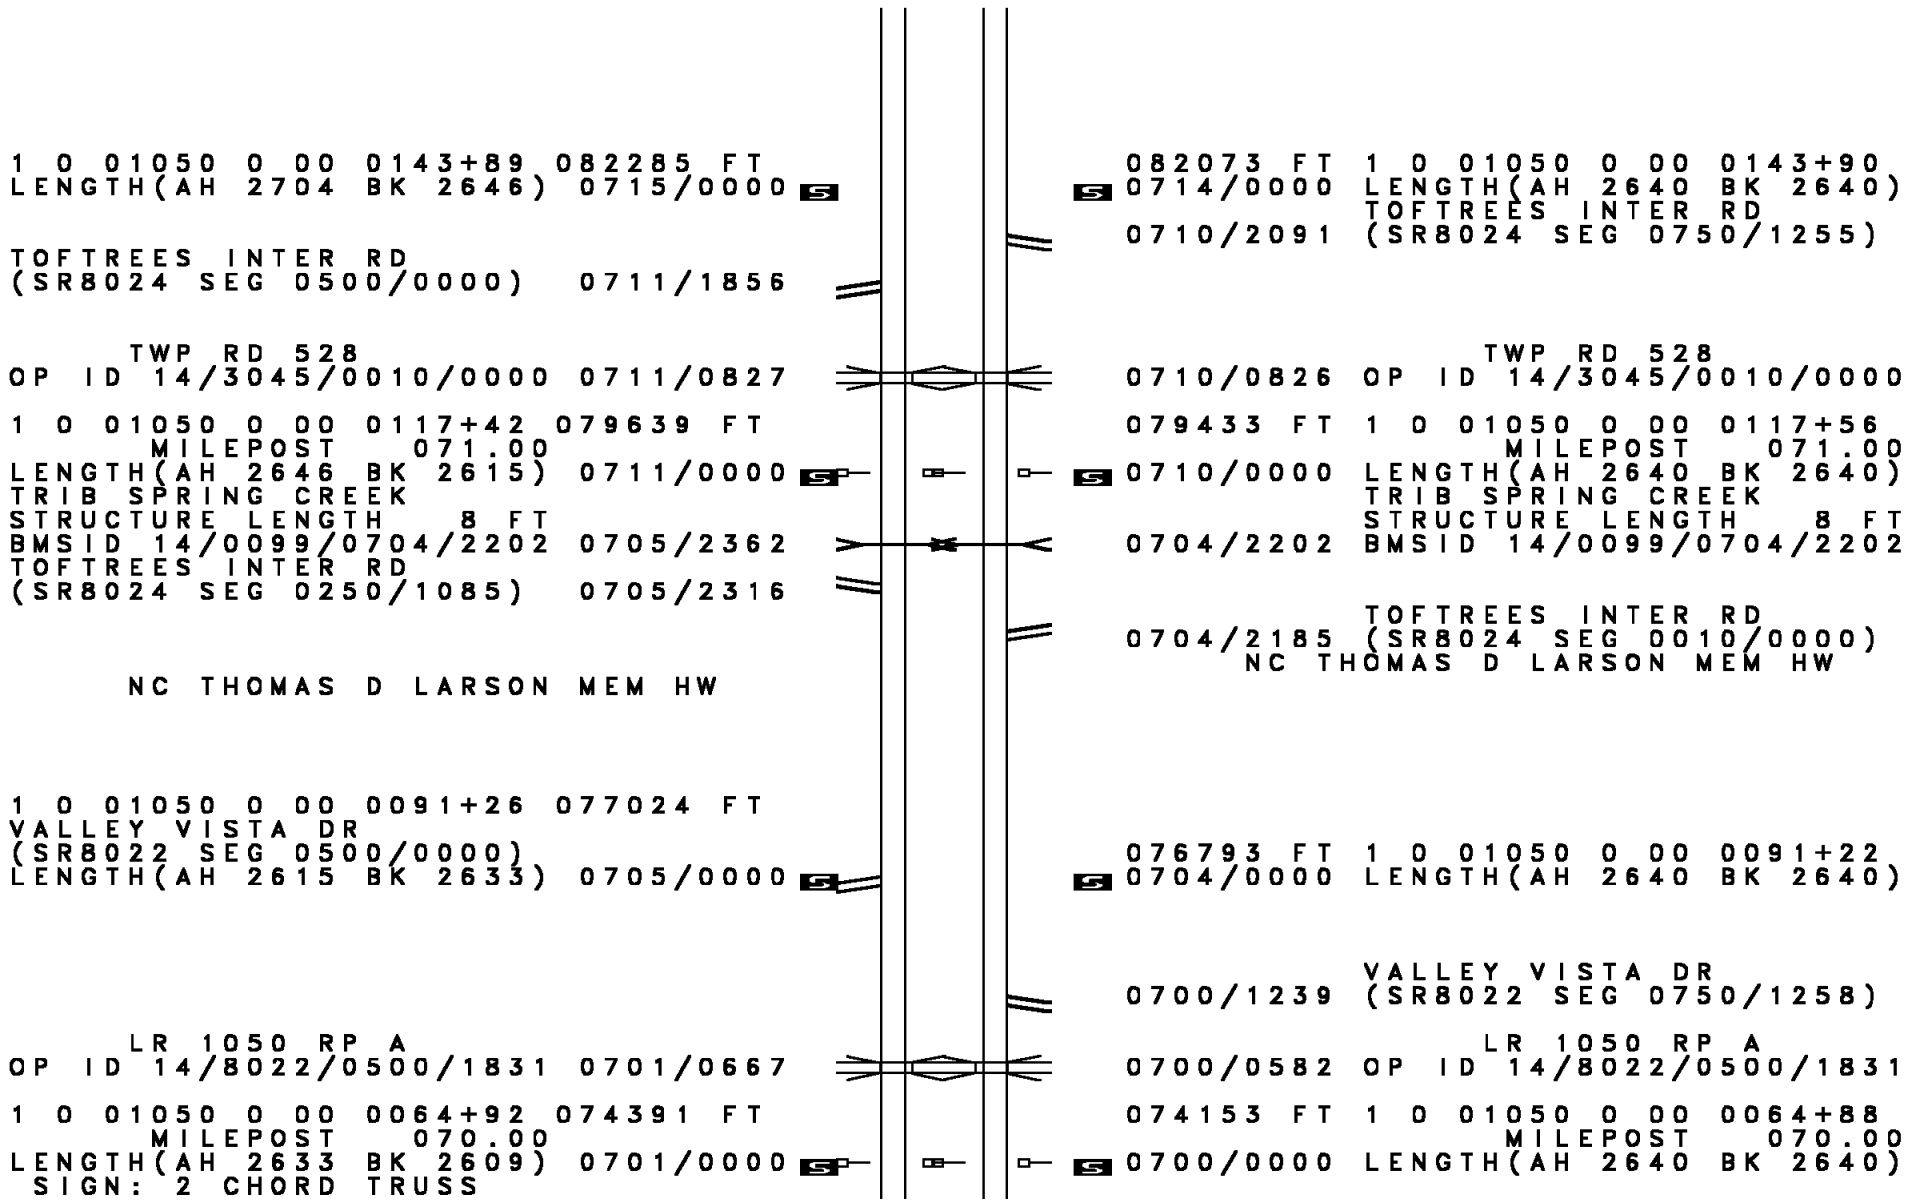 1 0 01050 0 00 0143+89 082285 FT
LENGTH(AH 2704 BK 2646) 0715/0000 S
TOFTREES INTER RD
(SR8024 SEG 0500/0000) 0711/1856
TWP RD 528
OP ID 14/3045/0010/0000 0711/0827
1 0 01050 0 00 0117+42 079639 FT
MILEPOST 071.00
LENGTH(AH 2646 BK 2615) 0711/0000 S
TRIB SPRING CREEK
STRUCTURE LENGTH 8 FT
BMSID 14/0099/0704/2202 0705/2362
TOFTREES INTER RD
(SR8024 SEG 0250/1085) 0705/2316
NC THOMAS D LARSON MEM HW
1 0 01050 0 00 0091+26 077024 FT
VALLEY VISTA DR
(SR8022 SEG 0500/0000)
LENGTH(AH 2615 BK 2633) 0705/0000 S
LR 1050 RP A
OP ID 14/8022/0500/1831 0701/0667
1 0 01050 0 00 0064+92 074391 FT
MILEPOST 070.00
LENGTH(AH 2633 BK 2609) 0701/0000 S
SIGN: 2 CHORD TRUSS
082073 FT 1 0 01050 0 00 0143+90
S 0714/0000 LENGTH(AH 2640 BK 2640)
TOFTREES INTER RD
0710/2091 (SR8024 SEG 0750/1255)
TWP RD 528
0710/0826 OP ID 14/3045/0010/0000
079433 FT 1 0 01050 0 00 0117+56
MILEPOST 071.00
S 0710/0000 LENGTH(AH 2640 BK 2640)
TRIB SPRING CREEK
STRUCTURE LENGTH 8 FT
0704/2202 BMSID 14/0099/0704/2202
TOFTREES INTER RD
0704/2185 (SR8024 SEG 0010/0000)
NC THOMAS D LARSON MEM HW
076793 FT 1 0 01050 0 00 0091+22
S 0704/0000 LENGTH(AH 2640 BK 2640)
VALLEY VISTA DR
0700/1239 (SR8022 SEG 0750/1258)
LR 1050 RP A
0700/0582 OP ID 14/8022/0500/1831
074153 FT 1 0 01050 0 00 0064+88
MILEPOST 070.00
S 0700/0000 LENGTH(AH 2640 BK 2640)